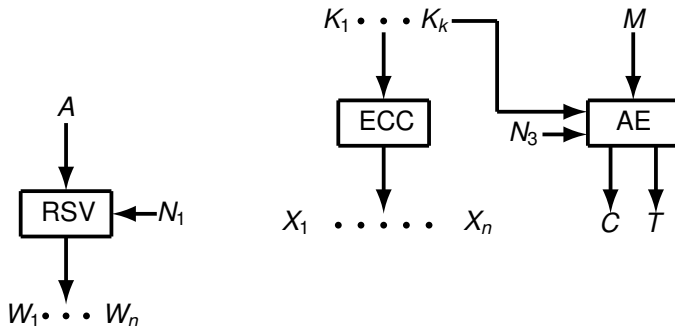 K₁ • • • Kₖ
M
A
ECC
N₃
AE
RSV
N₁
X₁ • • • • • Xₙ
C T
W₁ • • • Wₙ